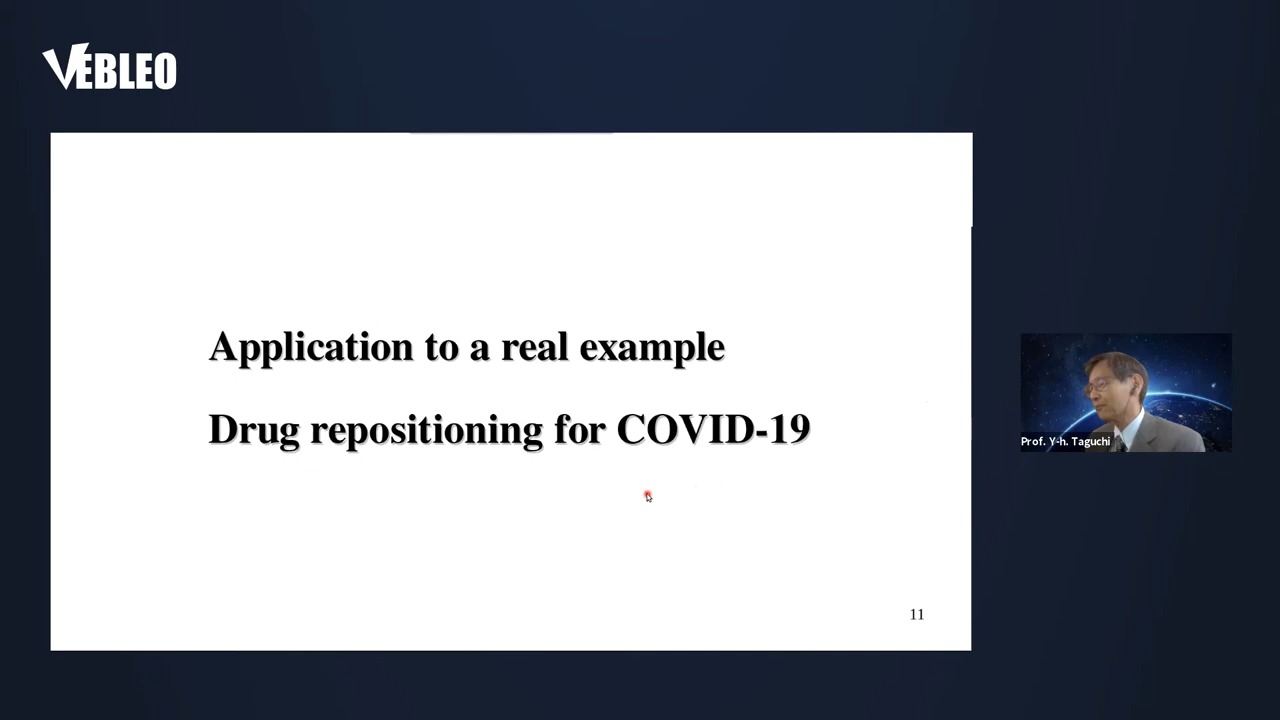 VEBLEO
Application to a real example
Drug repositioning for COVID-19
Prof. Y-h. Taguchi
11